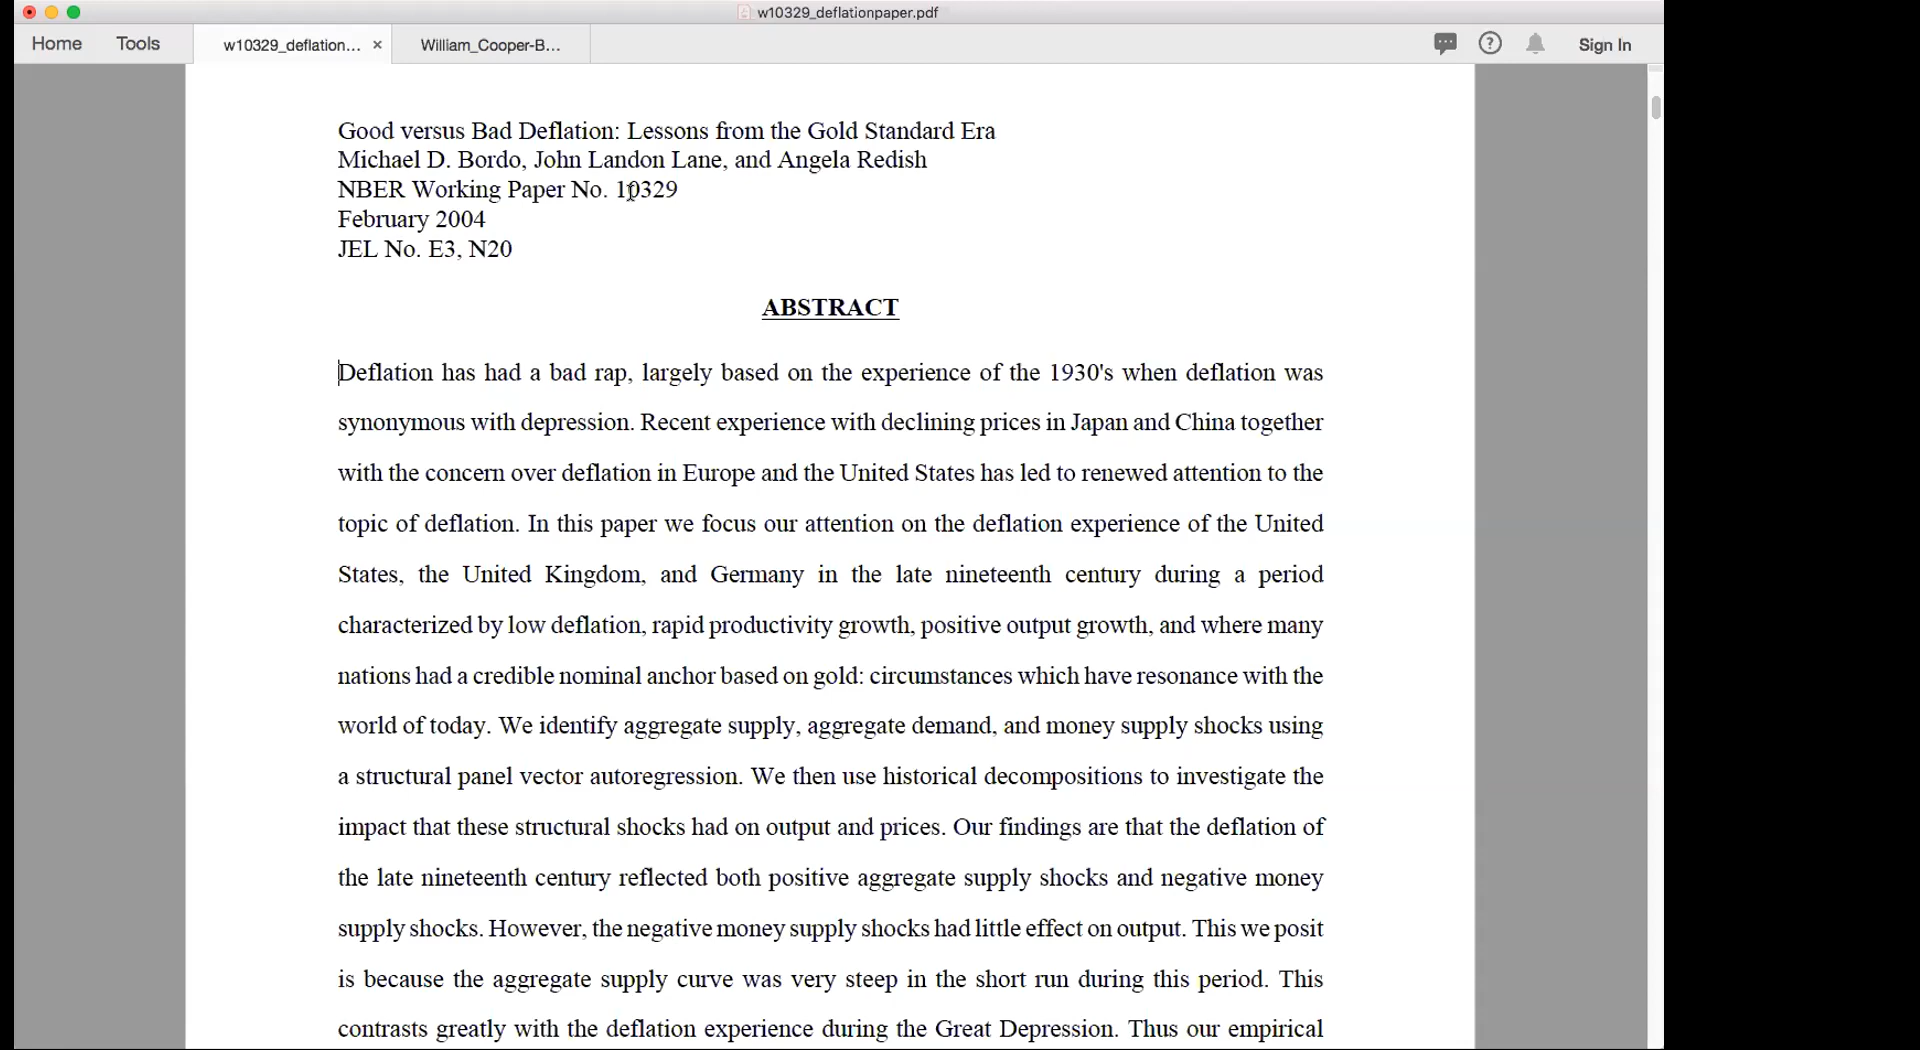 w10329_deflationpaper.pdf
Home
Tools
w10329_deflation... ×
William_Cooper-B...
?
Sign In
Good versus Bad Deflation: Lessons from the Gold Standard Era
Michael D. Bordo, John Landon Lane, and Angela Redish
NBER Working Paper No. 10329
February 2004
JEL No. E3, N20
ABSTRACT
Deflation has had a bad rap, largely based on the experience of the 1930's when deflation was
synonymous with depression. Recent experience with declining prices in Japan and China together
with the concern over deflation in Europe and the United States has led to renewed attention to the
topic of deflation. In this paper we focus our attention on the deflation experience of the United
States, the United Kingdom, and Germany in the late nineteenth century during a period
characterized by low deflation, rapid productivity growth, positive output growth, and where many
nations had a credible nominal anchor based on gold: circumstances which have resonance with the
world of today. We identify aggregate supply, aggregate demand, and money supply shocks using
a structural panel vector autoregression. We then use historical decompositions to investigate the
impact that these structural shocks had on output and prices. Our findings are that the deflation of
the late nineteenth century reflected both positive aggregate supply shocks and negative money
supply shocks. However, the negative money supply shocks had little effect on output. This we posit
is because the aggregate supply curve was very steep in the short run during this period. This
contrasts greatly with the deflation experience during the Great Depression. Thus our empirical